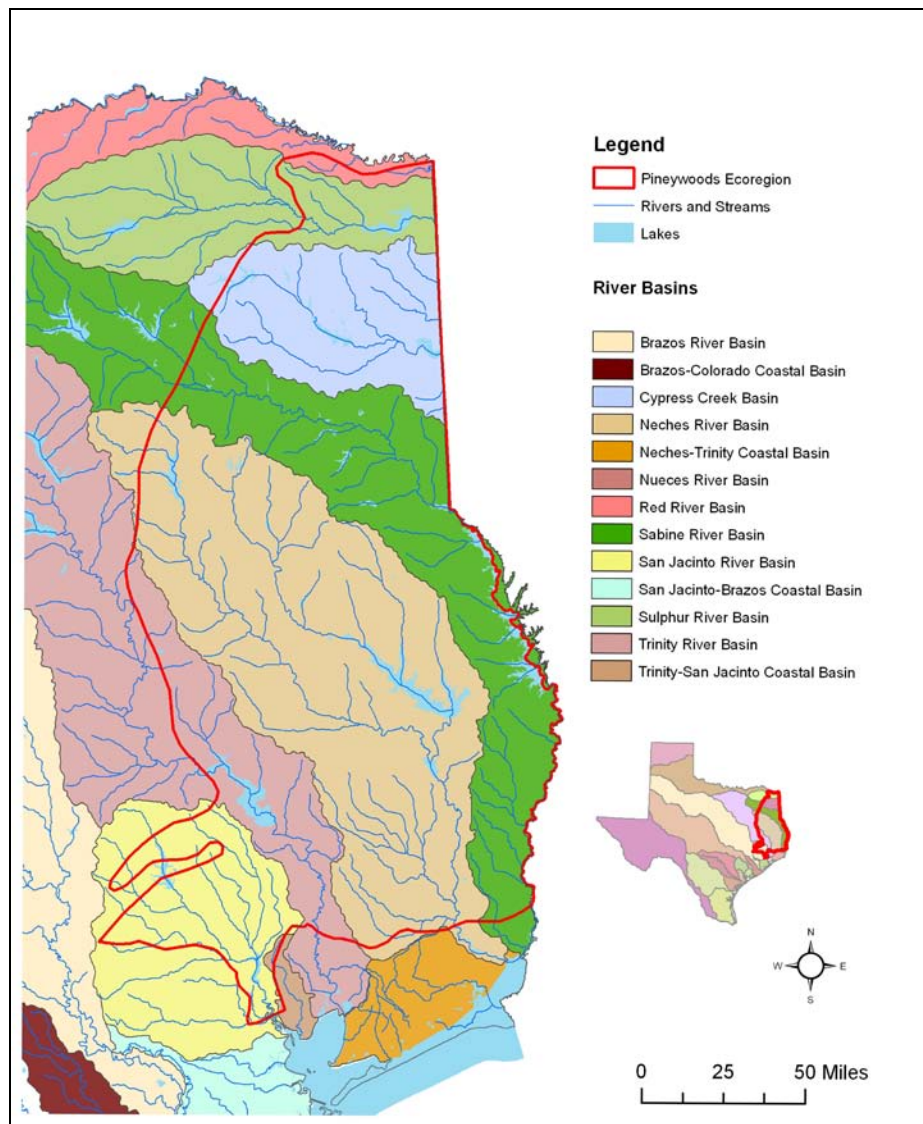 Legend
Pineywoods Ecoregion
Rivers and Streams
Lakes
River Basins
Brazos River Basin
Brazos-Colorado Coastal Basin
Cypress Creek Basin
Neches River Basin
Neches-Trinity Coastal Basin
Nueces River Basin
Red River Basin
Sabine River Basin
San Jacinto River Basin
San Jacinto-Brazos Coastal Basin
Sulphur River Basin
Trinity River Basin
Trinity-San Jacinto Coastal Basin
N
W E
S
0 25 50 Miles